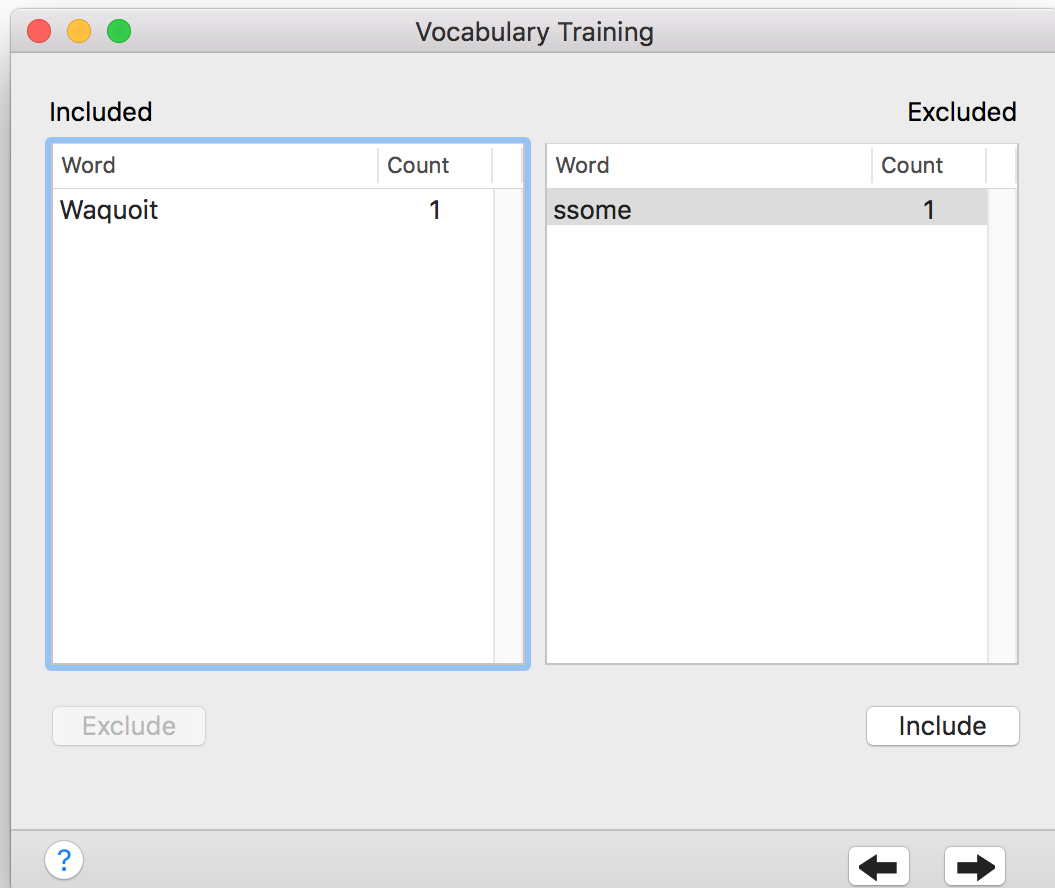 Vocabulary Training
Included
Excluded
Word Count
Waquoit 1
Word Count
ssome 1
Exclude
Include
?